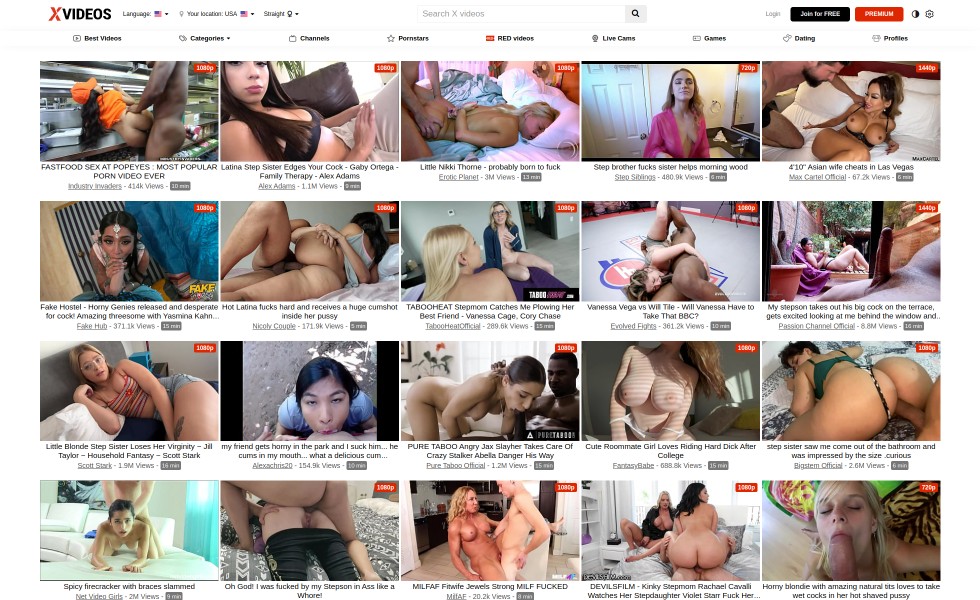 XVIDEOS Language: Your location: USA Straight Search X videos Login Join for FREE PREMIUM
Best Videos Categories Channels Pornstars RED videos Live Cams Games Dating Profiles
1080p 1080p 1080p 720p 1440p
MAXCARTEL
FASTFOOD SEX AT POPEYES : MOST POPULAR PORN VIDEO EVER
Industry Invaders - 414k Views - 10 min
Latina Step Sister Edges Your Cock - Gaby Ortega - Family Therapy - Alex Adams
Alex Adams - 1.1M Views - 9 min
Little Nikki Thorne - probably born to fuck
Erotic Planet - 3M Views - 13 min
Step brother fucks sister helps morning wood
Step Siblings - 480.9k Views - 6 min
4'10" Asian wife cheats in Las Vegas
Max Cartel Official - 67.2k Views - 6 min
1080p 1080p 1080p 1080p 1440p
FAKE
TABOO
Fake Hostel - Horny Genies released and desperate for cock! Amazing threesome with Yasmina Kahn...
Fake Hub - 371.1k Views - 15 min
Hot Latina fucks hard and receives a huge cumshot inside her pussy
Nicoly Couple - 171.9k Views - 5 min
TABOOHEAT Stepmom Catches Me Plowing Her Best Friend - Vanessa Cage, Cory Chase
TabooHeatOfficial - 289.6k Views - 15 min
Vanessa Vega vs Will Tile - Will Vanessa Have to Take That BBC?
Evolved Fights - 361.2k Views - 10 min
My stepson takes out his big cock on the terrace, gets excited looking at me behind the window and..
Passion Channel Official - 8.8M Views - 16 min
1080p 1080p 1080p 1080p
PURETABOO
Little Blonde Step Sister Loses Her Virginity ~ Jill Taylor ~ Household Fantasy ~ Scott Stark
Scott Stark - 1.9M Views - 16 min
my friend gets horny in the park and I suck him... he cums in my mouth... what a delicious cum...
Alexachris20 - 154.9k Views - 10 min
PURE TABOO Angry Jax Slayher Takes Care Of Crazy Stalker Abella Danger His Way
Pure Taboo Official - 1.2M Views - 15 min
Cute Roommate Girl Loves Riding Hard Dick After College
FantasyBabe - 688.8k Views - 15 min
step sister saw me come out of the bathroom and was impressed by the size .curious
Bigstem Official - 2.6M Views - 6 min
1080p 1080p 1080p 720p
DEVILSFILM
Spicy firecracker with braces slammed
Net Video Girls - 2M Views - 9 min
Oh God! I was fucked by my Stepson in Ass like a Whore!
MILFAF Fitwife Jewels Strong MILF FUCKED
MilfAF - 20.2k Views - 8 min
DEVILSFILM - Kinky Stepmom Rachael Cavalli Watches Her Stepdaughter Violet Starr Fuck Her...
Horny blondie with amazing natural tits loves to take wet cocks in her hot shaved pussy